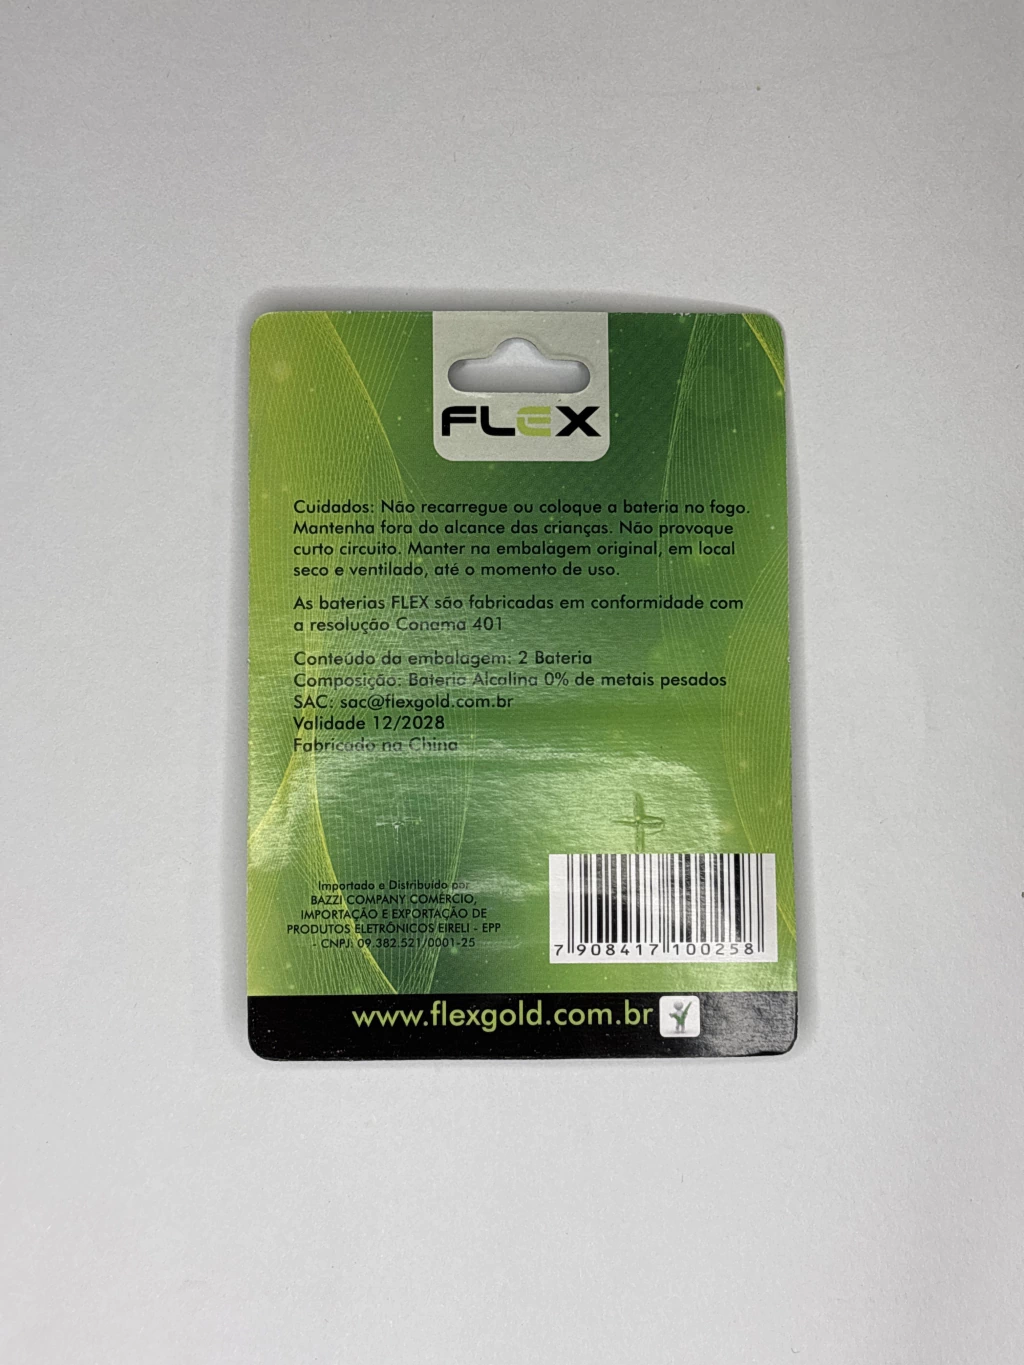 FLEX
Cuidados: Não recarregue ou coloque a bateria no fogo.
Mantenha fora do alcance das crianças. Não provoque
curto circuito. Manter na embalagem original, em local
seco e ventilado, até o momento de uso.
As baterias FLEX são fabricadas em conformidade com
a resolução Conama 401
Conteúdo da embalagem: 2 Bateria
Composição: Bateria Alcalina 0% de metais pesados
SAC: sac@flexgold.com.br
Validade 12/2028
Fabricado na China
Importado e Distribuido por
BAZZI COMPANY COMÉRCIO,
IMPORTAÇÃO E EXPORTAÇÃO DE
PRODUTOS ELETRÔNICOS EIRELI - EPP
- CNPJ: 09.382.521/0001-25
7 908417 100258
www.flexgold.com.br